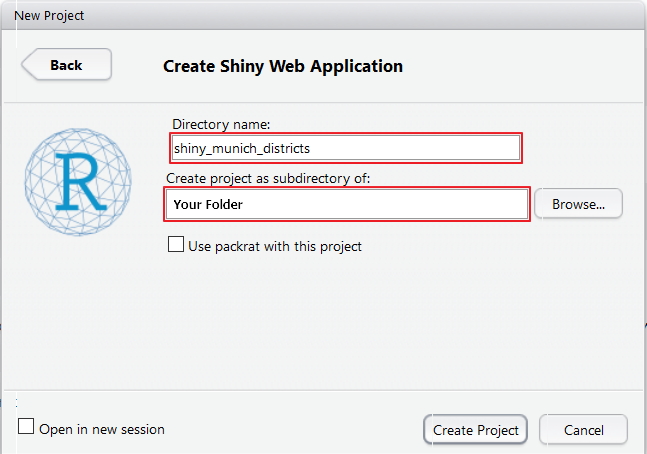 New Project
Back
Create Shiny Web Application
R
Directory name:
shiny_munich_districts
Create project as subdirectory of:
Your Folder
Browse...
Use packrat with this project
Open in new session
Create Project
Cancel